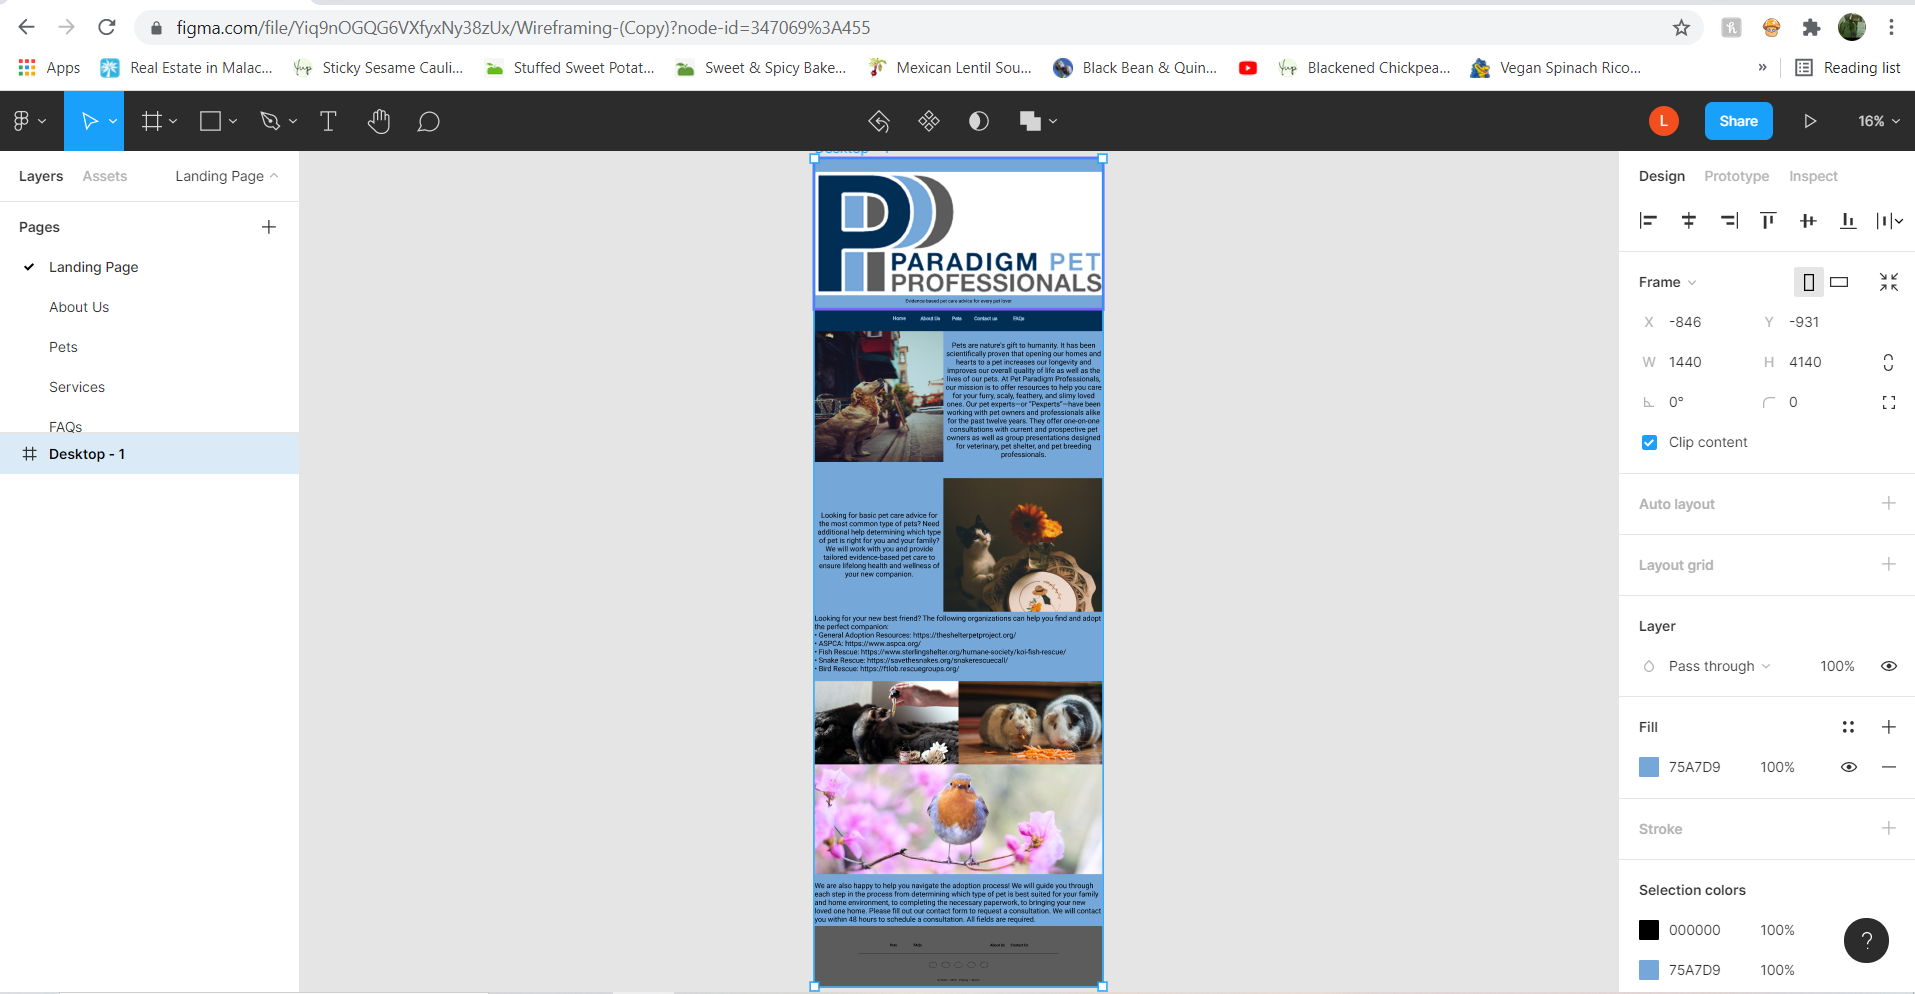 figma.com/file/Yiq9nOGQG6VXfyxNy38zUx/Wireframing-(Copy)?node-id=347069%3A455
Apps
Real Estate in Malac...
Sticky Sesame Cauli...
Stuffed Sweet Potat...
Sweet & Spicy Bake...
Mexican Lentil Sou...
Black Bean & Quin...
Blackened Chickpea...
Vegan Spinach Rico...
»
Reading list
L
Share
16%
Layers
Assets
Landing Page
Pages
Landing Page
About Us
Pets
Services
FAQs
Desktop - 1
Desktop - 1
PARADIGM PET
PROFESSIONALS
Evidence-based pet care advice for every pet lover
Home
About Us
Pets
Contact us
FAQs
Pets are nature's gift to humanity. It has been
scientifically proven that opening our homes and
hearts to a pet increases our longevity and
improves our overall quality of life as well as the
lives of our pets. At Pet Paradigm Professionals,
our mission is to offer resources to help you care
for your furry, scaly, feathery, and slimy loved
ones. Our pet experts—or "Pexperts"—have been
working with pet owners and professionals alike
for the past twelve years. They offer one-on-one
consultations with current and prospective pet
owners as well as group presentations designed
for veterinary, pet shelter, and pet breeding
professionals.
Looking for basic pet care advice for
the most common type of pets? Need
additional help determining which type
of pet is right for you and your family?
We will work with you and provide
tailored evidence-based pet care to
ensure lifelong health and wellness of
your new companion.
Looking for your new best friend? The following organizations can help you find and adopt
the perfect companion:
• General Adoption Resources: https://theshelterpetproject.org/
• ASPCA: https://www.aspca.org/
• Fish Rescue: https://www.sterlingshelter.org/humane-society/koi-fish-rescue/
• Snake Rescue: https://savethesnakes.org/snakerescuecall/
• Bird Rescue: https://ftlob.rescuegroups.org/
We are also happy to help you navigate the adoption process! We will guide you through
each step in the process from determining which type of pet is best suited for your family
and home environment, to completing the necessary paperwork, to bringing your new
loved one home. Please fill out our contact form to request a consultation. We will contact
you within 48 hours to schedule a consultation. All fields are required.
Pets
FAQs
About Us
Contact Us
Design
Prototype
Inspect
Frame
X -846
Y -931
W 1440
H 4140
0°
0
Clip content
Auto layout
Layout grid
Layer
Pass through
100%
Fill
75A7D9
100%
Stroke
Selection colors
000000
100%
75A7D9
100%
?